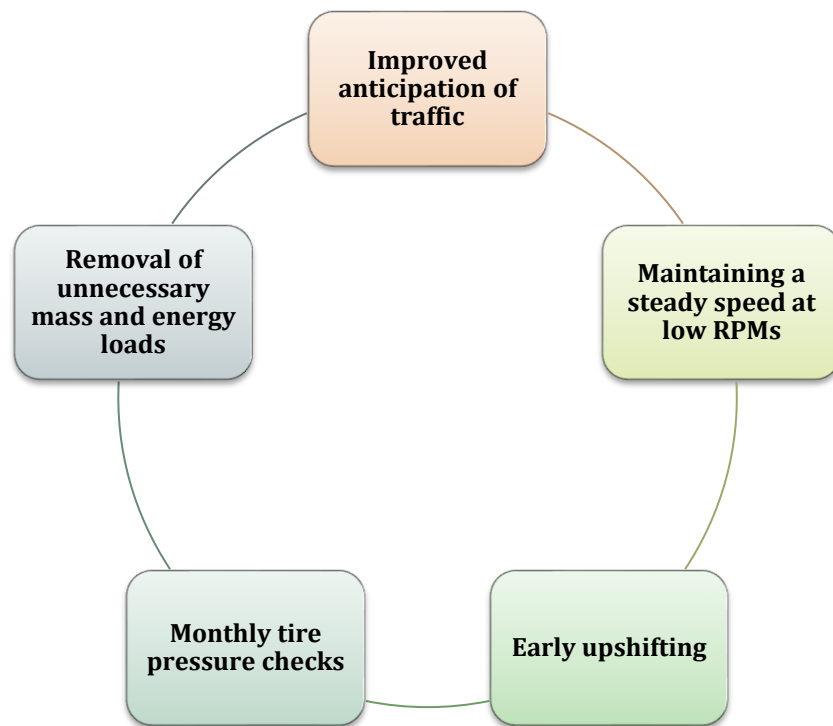 Improved
anticipation of
traffic
Maintaining a
steady speed at
low RPMs
Early upshifting
Monthly tire
pressure checks
Removal of
unnecessary
mass and energy
loads